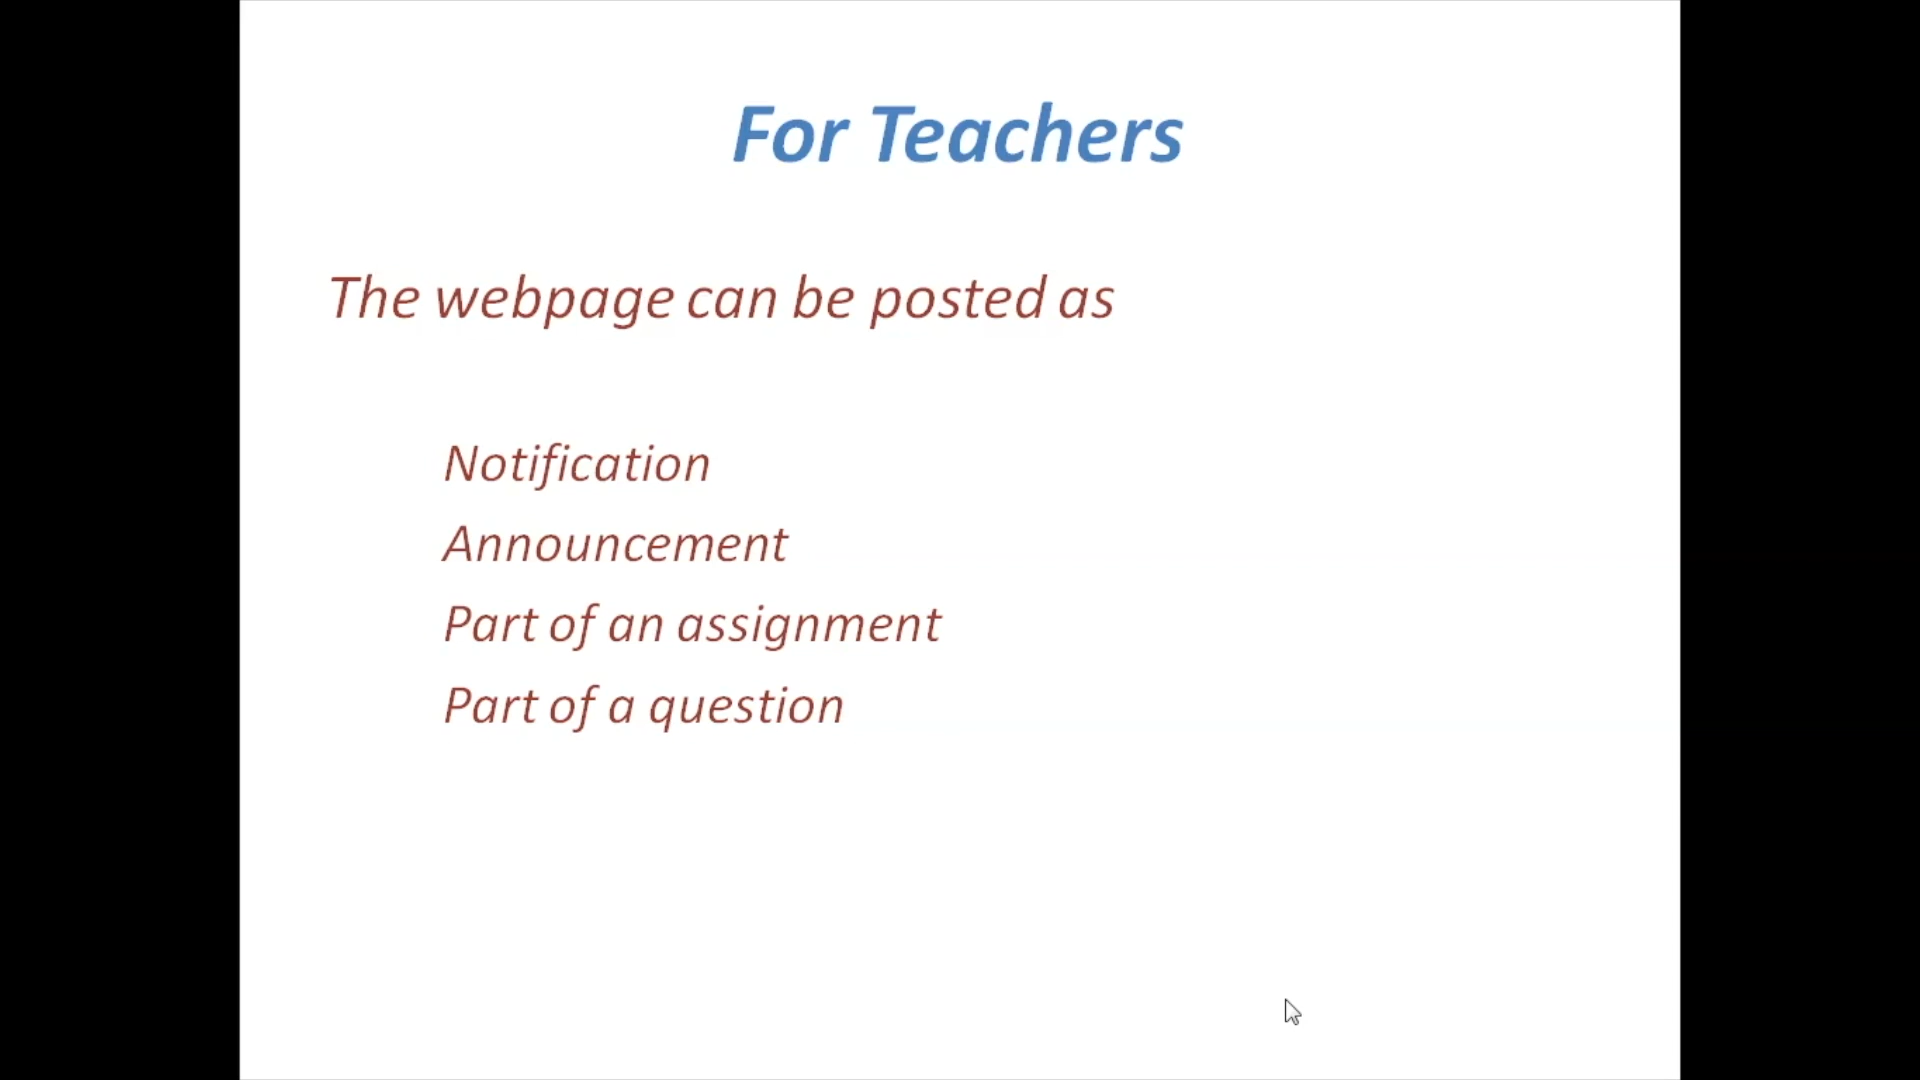 For Teachers
The webpage can be posted as
Notification
Announcement
Part of an assignment
Part of a question